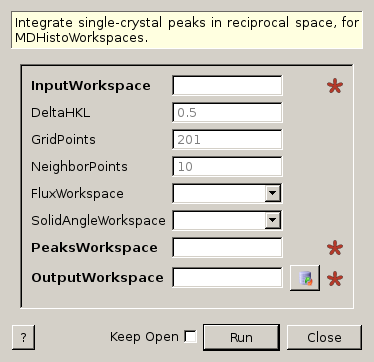 Integrate single-crystal peaks in reciprocal space, for
MDHistoWorkspaces.
InputWorkspace
DeltaHKL 0.5
GridPoints 201
NeighborPoints 10
FluxWorkspace
SolidAngleWorkspace
PeaksWorkspace
OutputWorkspace
? Keep Open Run Close